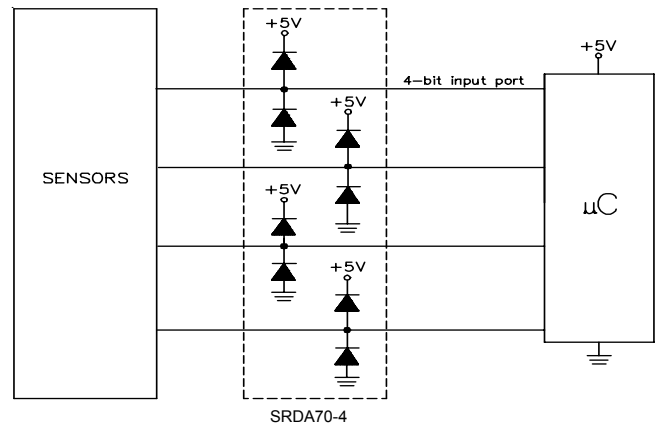 +5V
+5V
4-bit input port
+5V
SENSORS
+5V
µC
+5V
SRDA70-4